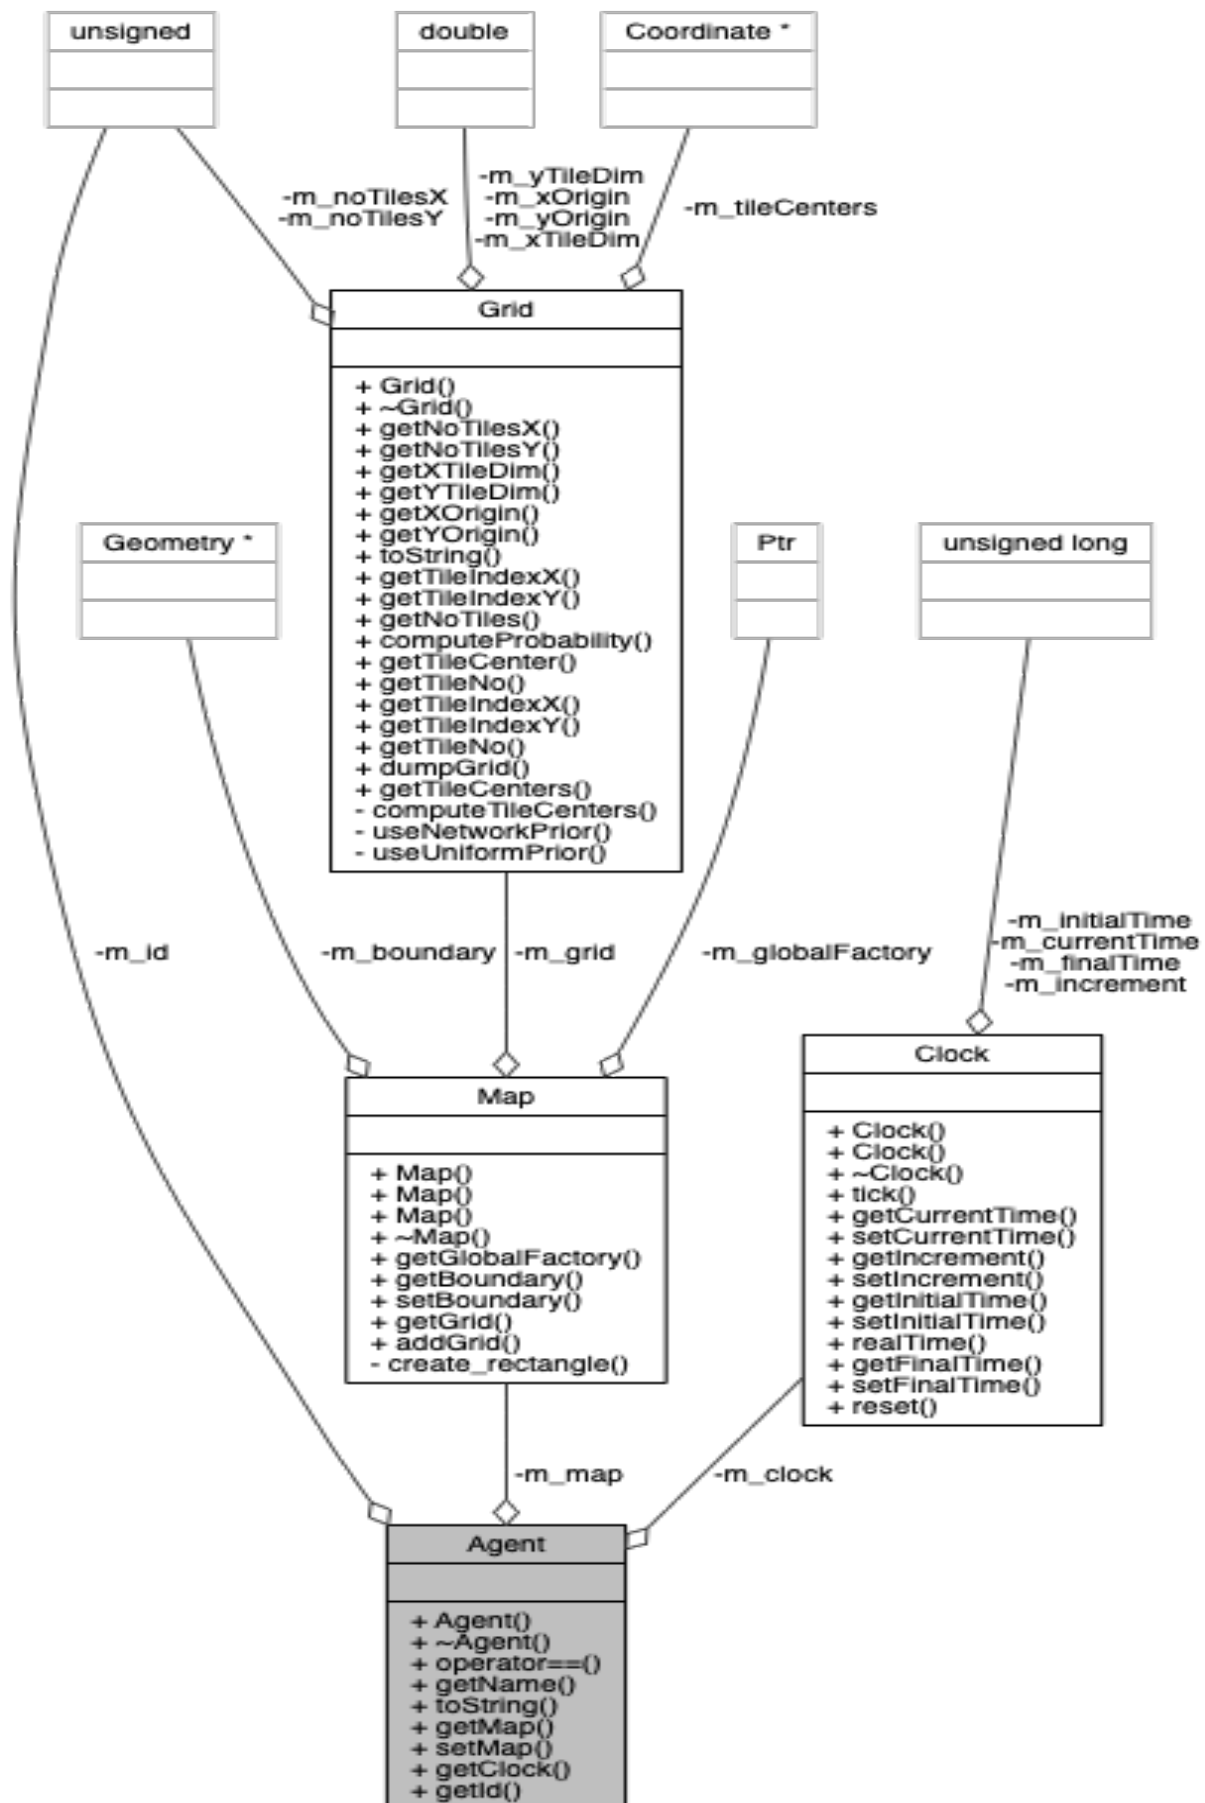 unsigned
double
Coordinate *
-m_noTilesX
-m_noTilesY
-m_yTileDim
-m_xOrigin
-m_yOrigin
-m_xTileDim
-m_tileCenters
Grid
+ Grid()
+ ~Grid()
+ getNoTilesX()
+ getNoTilesY()
+ getXTileDim()
+ getYTileDim()
+ getXOrigin()
+ getYOrigin()
+ toString()
+ getTileIndexX()
+ getTileIndexY()
+ getNoTiles()
+ computeProbability()
+ getTileCenter()
+ getTileNo()
+ getTileIndexX()
+ getTileIndexY()
+ getTileNo()
+ dumpGrid()
+ getTileCenters()
- computeTileCenters()
- useNetworkPrior()
- useUniformPrior()
Geometry *
Ptr
unsigned long
-m_id
-m_boundary
-m_grid
-m_globalFactory
-m_initialTime
-m_currentTime
-m_finalTime
-m_increment
Map
+ Map()
+ Map()
+ Map()
+ ~Map()
+ getGlobalFactory()
+ getBoundary()
+ setBoundary()
+ getGrid()
+ addGrid()
- create_rectangle()
Clock
+ Clock()
+ Clock()
+ ~Clock()
+ tick()
+ getCurrentTime()
+ setCurrentTime()
+ getIncrement()
+ setIncrement()
+ getInitialTime()
+ setInitialTime()
+ realTime()
+ getFinalTime()
+ setFinalTime()
+ reset()
-m_map
-m_clock
Agent
+ Agent()
+ ~Agent()
+ operator==()
+ getName()
+ toString()
+ getMap()
+ setMap()
+ getClock()
+ getId()